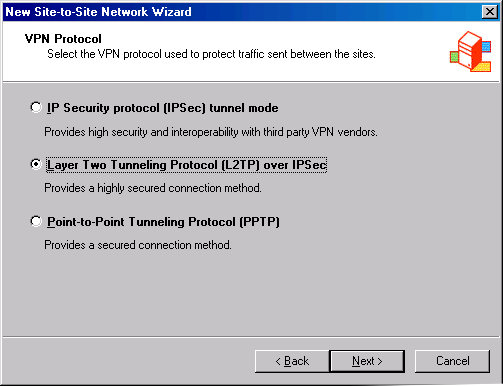 New Site-to-Site Network Wizard
VPN Protocol
Select the VPN protocol used to protect traffic sent between the sites.
IP Security protocol (IPSec) tunnel mode
Provides high security and interoperability with third party VPN vendors.
Layer Two Tunneling Protocol (L2TP) over IPSec
Provides a highly secured connection method.
Point-to-Point Tunneling Protocol (PPTP)
Provides a secured connection method.
< Back Next > Cancel